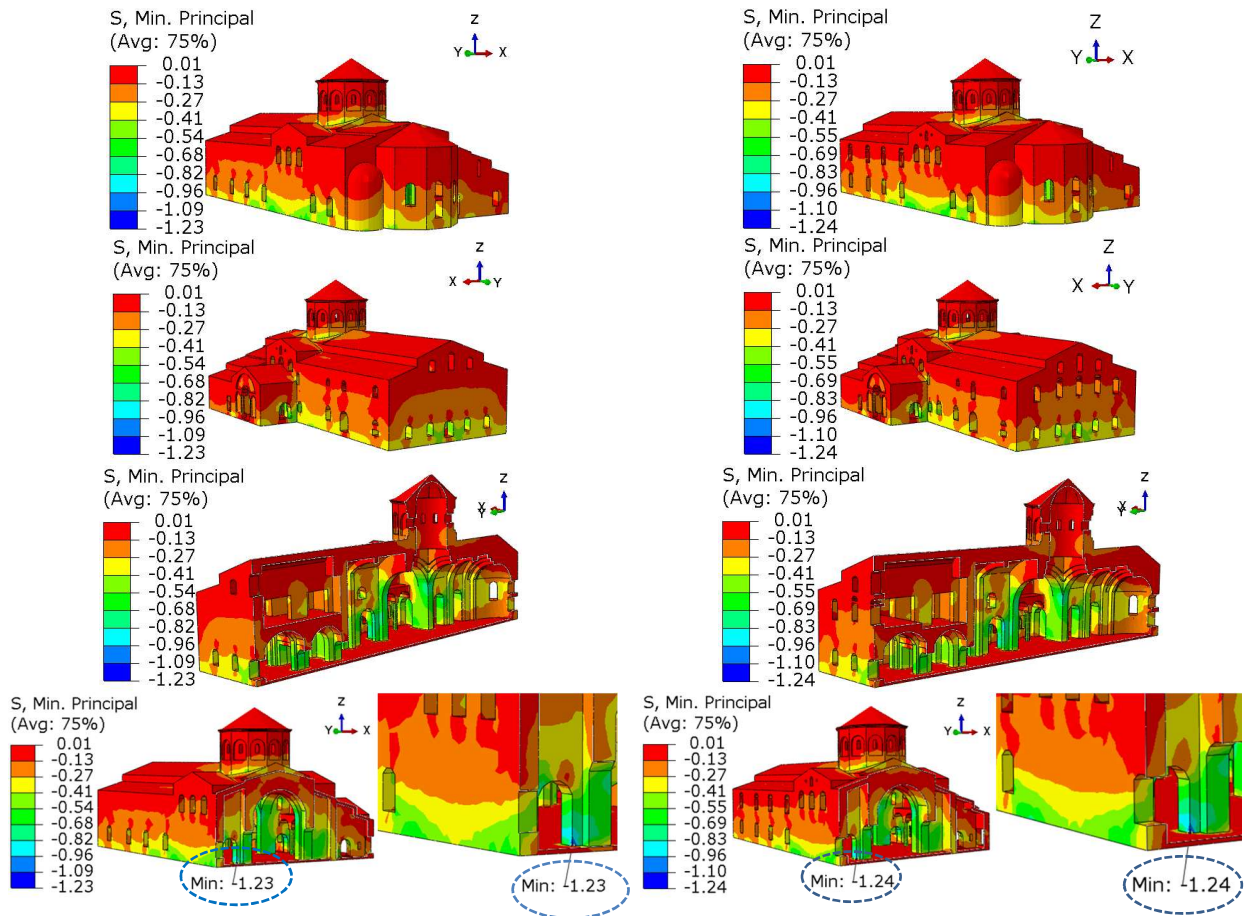 S, Min. Principal
(Avg: 75%)
0.01
-0.13
-0.27
-0.41
-0.54
-0.68
-0.82
-0.96
-1.09
-1.23
Z
Y X
S, Min. Principal
(Avg: 75%)
0.01
-0.13
-0.27
-0.41
-0.55
-0.68
-0.83
-0.96
-1.10
-1.24
Z
Y X
S, Min. Principal
(Avg: 75%)
0.01
-0.13
-0.27
-0.41
-0.54
-0.68
-0.82
-0.96
-1.09
-1.23
Z
X Y
S, Min. Principal
(Avg: 75%)
0.01
-0.13
-0.27
-0.41
-0.55
-0.69
-0.83
-0.96
-1.10
-1.24
Z
X Y
S, Min. Principal
(Avg: 75%)
0.01
-0.13
-0.27
-0.41
-0.54
-0.68
-0.82
-0.96
-1.09
-1.23
Z
X
Y
S, Min. Principal
(Avg: 75%)
0.01
-0.13
-0.27
-0.41
-0.55
-0.69
-0.83
-0.96
-1.10
-1.24
Z
X
Y
S, Min. Principal
(Avg: 75%)
0.01
-0.13
-0.27
-0.41
-0.54
-0.68
-0.82
-0.96
-1.09
-1.23
Z
Y X
Min: -1.23
Min: -1.23
S, Min. Principal
(Avg: 75%)
0.01
-0.13
-0.27
-0.41
-0.55
-0.69
-0.83
-0.96
-1.10
-1.24
Z
Y X
Min: -1.24
Min: -1.24